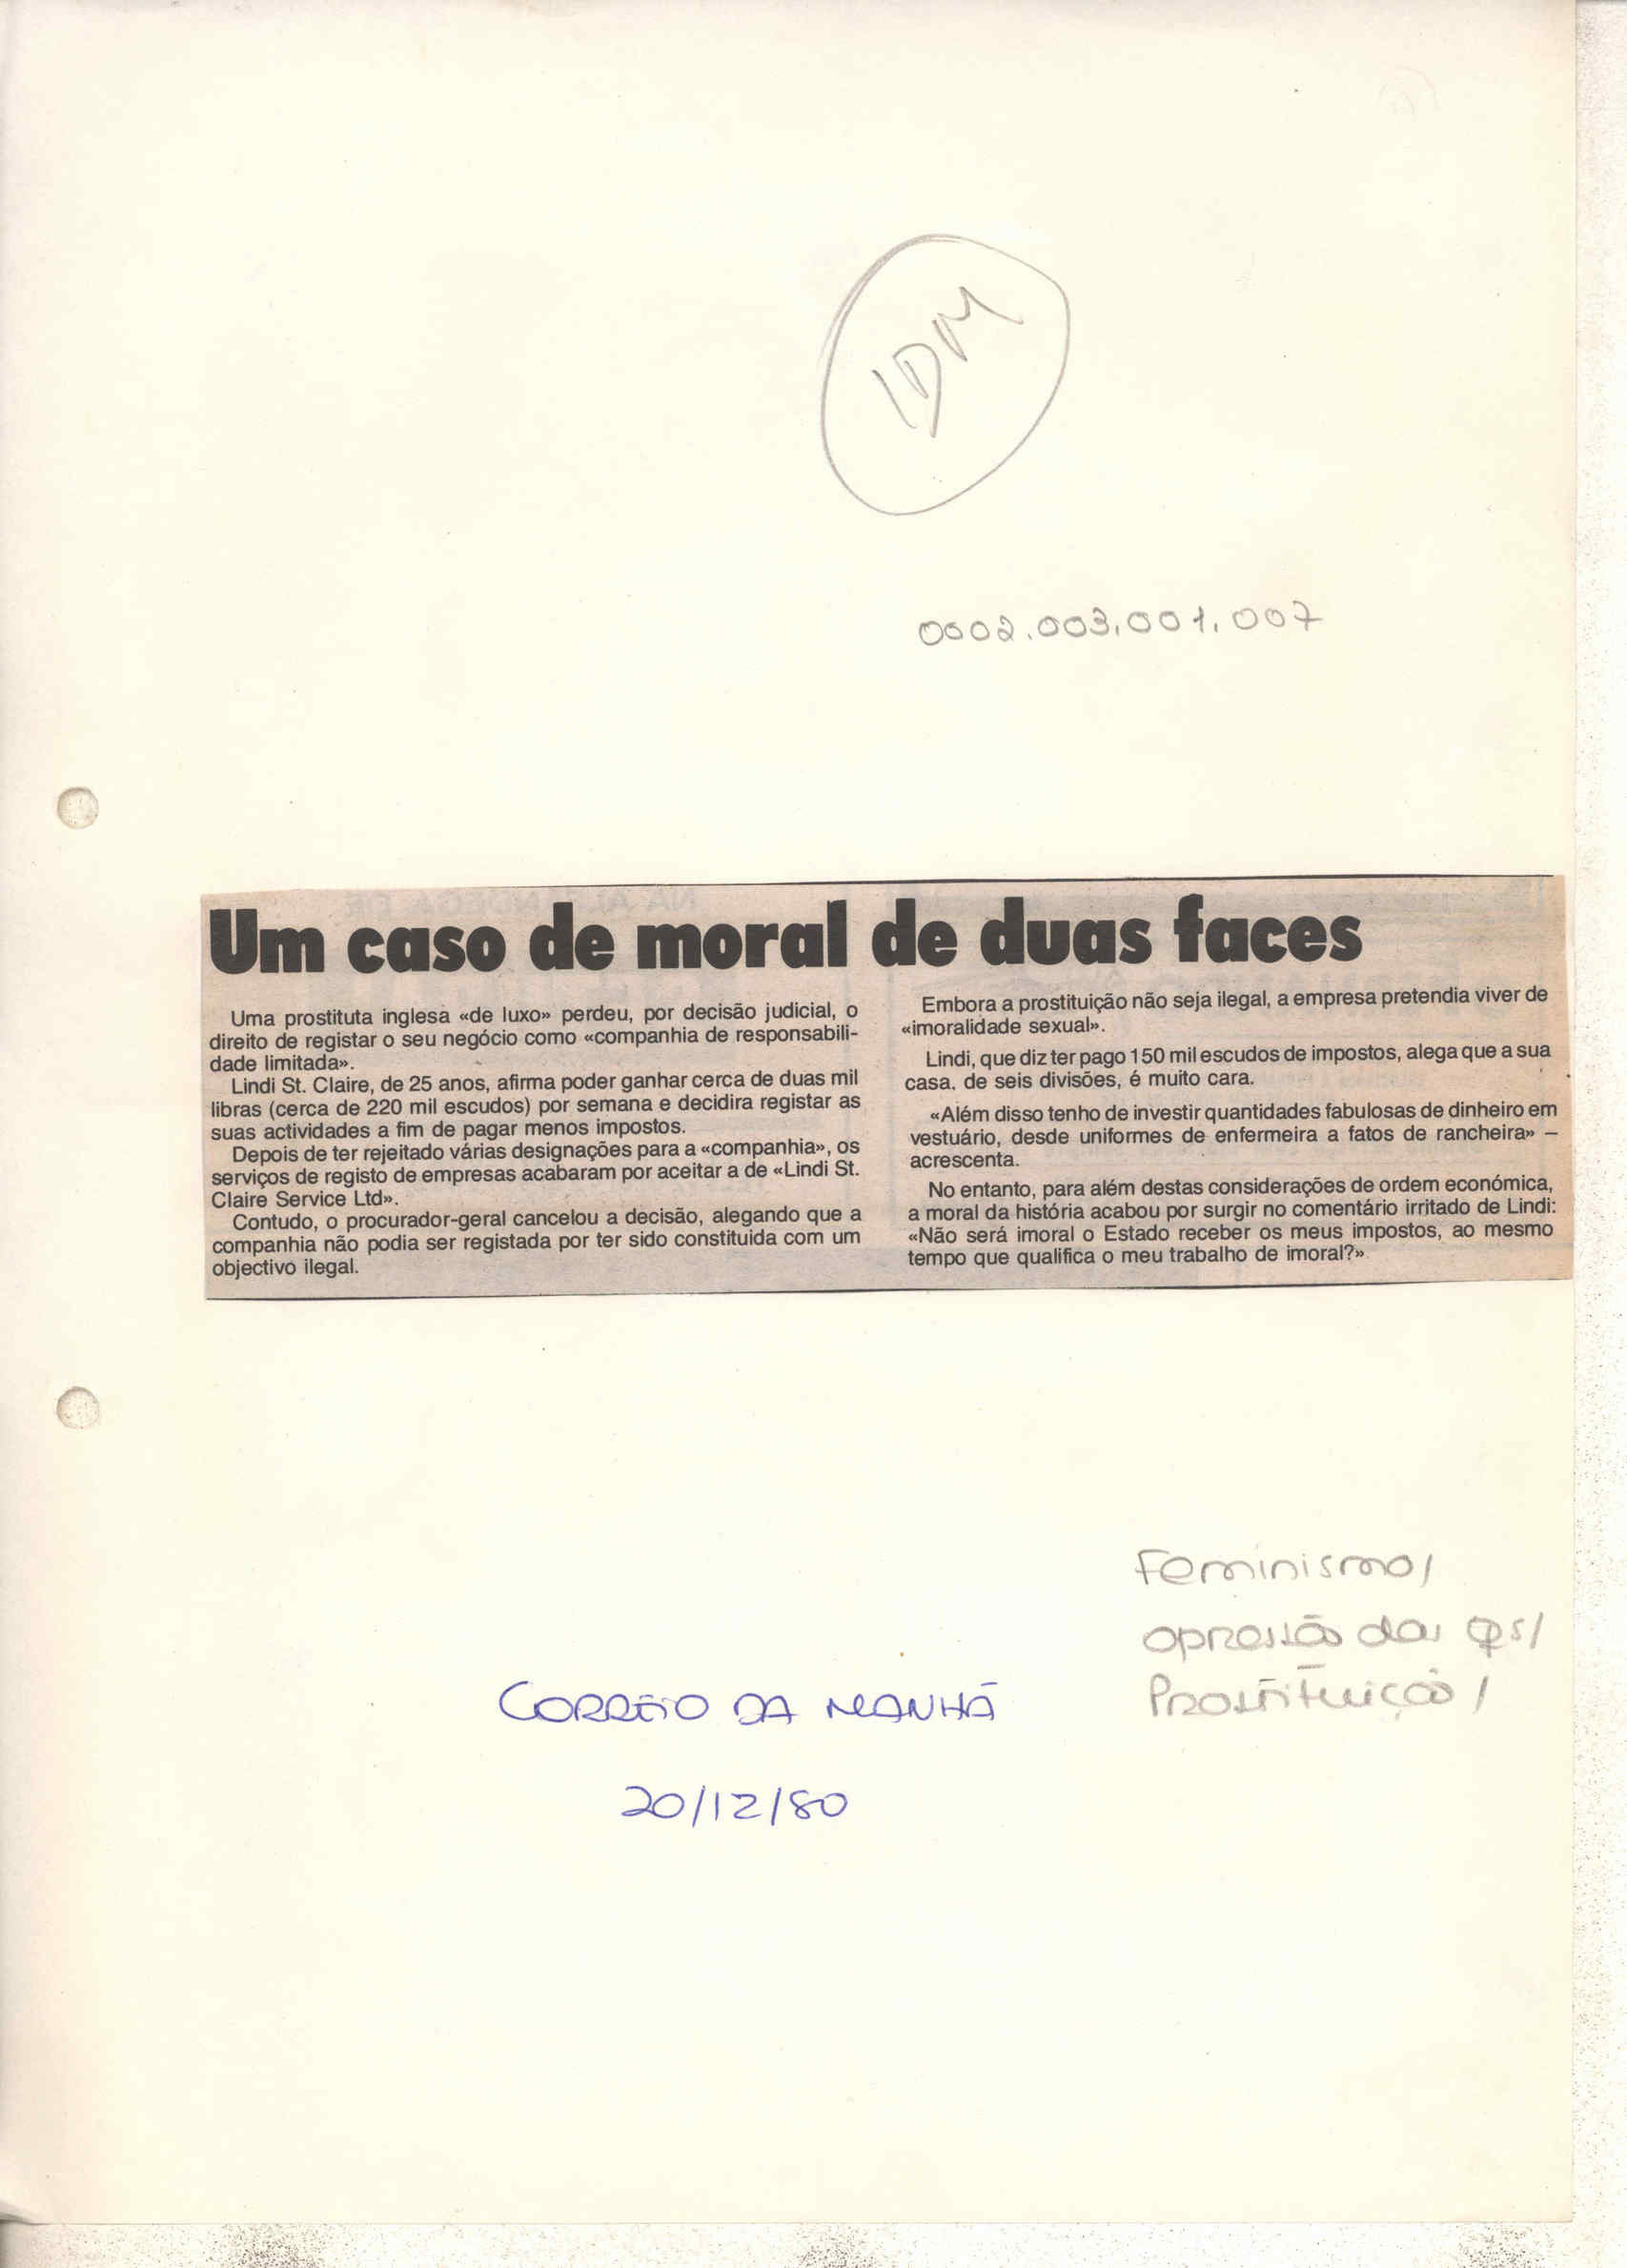 IDM
0002.003.001.007
Um caso de moral de duas faces
Uma prostituta inglesa «de luxo» perdeu, por decisão judicial, o
direito de registar o seu negócio como «companhia de responsabili-
dade limitada».
Lindi St. Claire, de 25 anos, afirma poder ganhar cerca de duas mil
libras (cerca de 220 mil escudos) por semana e decidira registar as
suas actividades a fim de pagar menos impostos.
Depois de ter rejeitado várias designações para a «companhia», os
serviços de registo de empresas acabaram por aceitar a de «Lindi St.
Claire Service Ltd».
Contudo, o procurador-geral cancelou a decisão, alegando que a
companhia não podia ser registada por ter sido constituida com um
objectivo ilegal.
Embora a prostituição não seja ilegal, a empresa pretendia viver de
«imoralidade sexual».
Lindi, que diz ter pago 150 mil escudos de impostos, alega que a sua
casa, de seis divisões, é muito cara.
«Além disso tenho de investir quantidades fabulosas de dinheiro em
vestuário, desde uniformes de enfermeira a fatos de rancheira» –
acrescenta.
No entanto, para além destas considerações de ordem económica,
a moral da história acabou por surgir no comentário irritado de Lindi:
«Não será imoral o Estado receber os meus impostos, ao mesmo
tempo que qualifica o meu trabalho de imoral?».
Feminismo/
opressão das ♀s/
Prostituição/
CORREIO DA MANHÃ
20/12/80